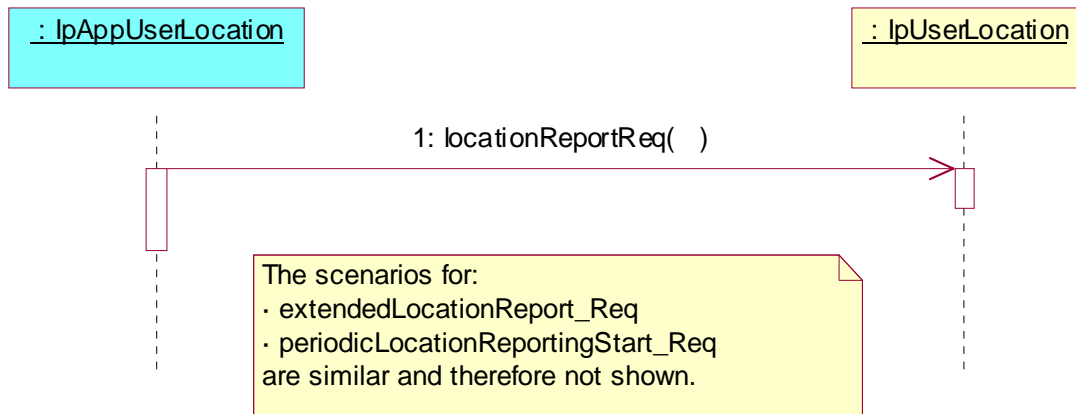 : IpAppUserLocation
: IpUserLocation
1: locationReportReq( )
The scenarios for:
· extendedLocationReport_Req
· periodicLocationReportingStart_Req
are similar and therefore not shown.